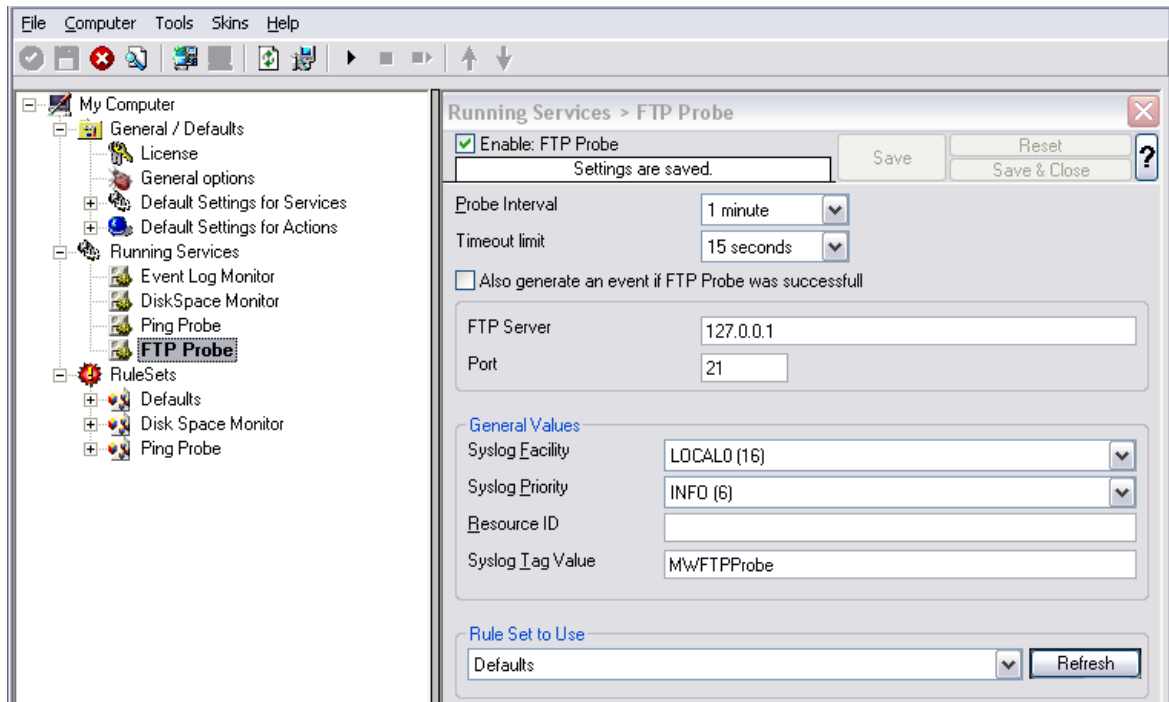 File Computer Tools Skins Help
My Computer
General / Defaults
License
General options
Default Settings for Services
Default Settings for Actions
Running Services
Event Log Monitor
DiskSpace Monitor
Ping Probe
FTP Probe
RuleSets
Defaults
Disk Space Monitor
Ping Probe
Running Services > FTP Probe
Enable: FTP Probe
Settings are saved.
Save
Reset
Save & Close
?
Probe Interval 1 minute
Timeout limit 15 seconds
Also generate an event if FTP Probe was successfull
FTP Server 127.0.0.1
Port 21
General Values
Syslog Facility LOCAL0 (16)
Syslog Priority INFO (6)
Resource ID
Syslog Tag Value MWFTPProbe
Rule Set to Use
Defaults Refresh